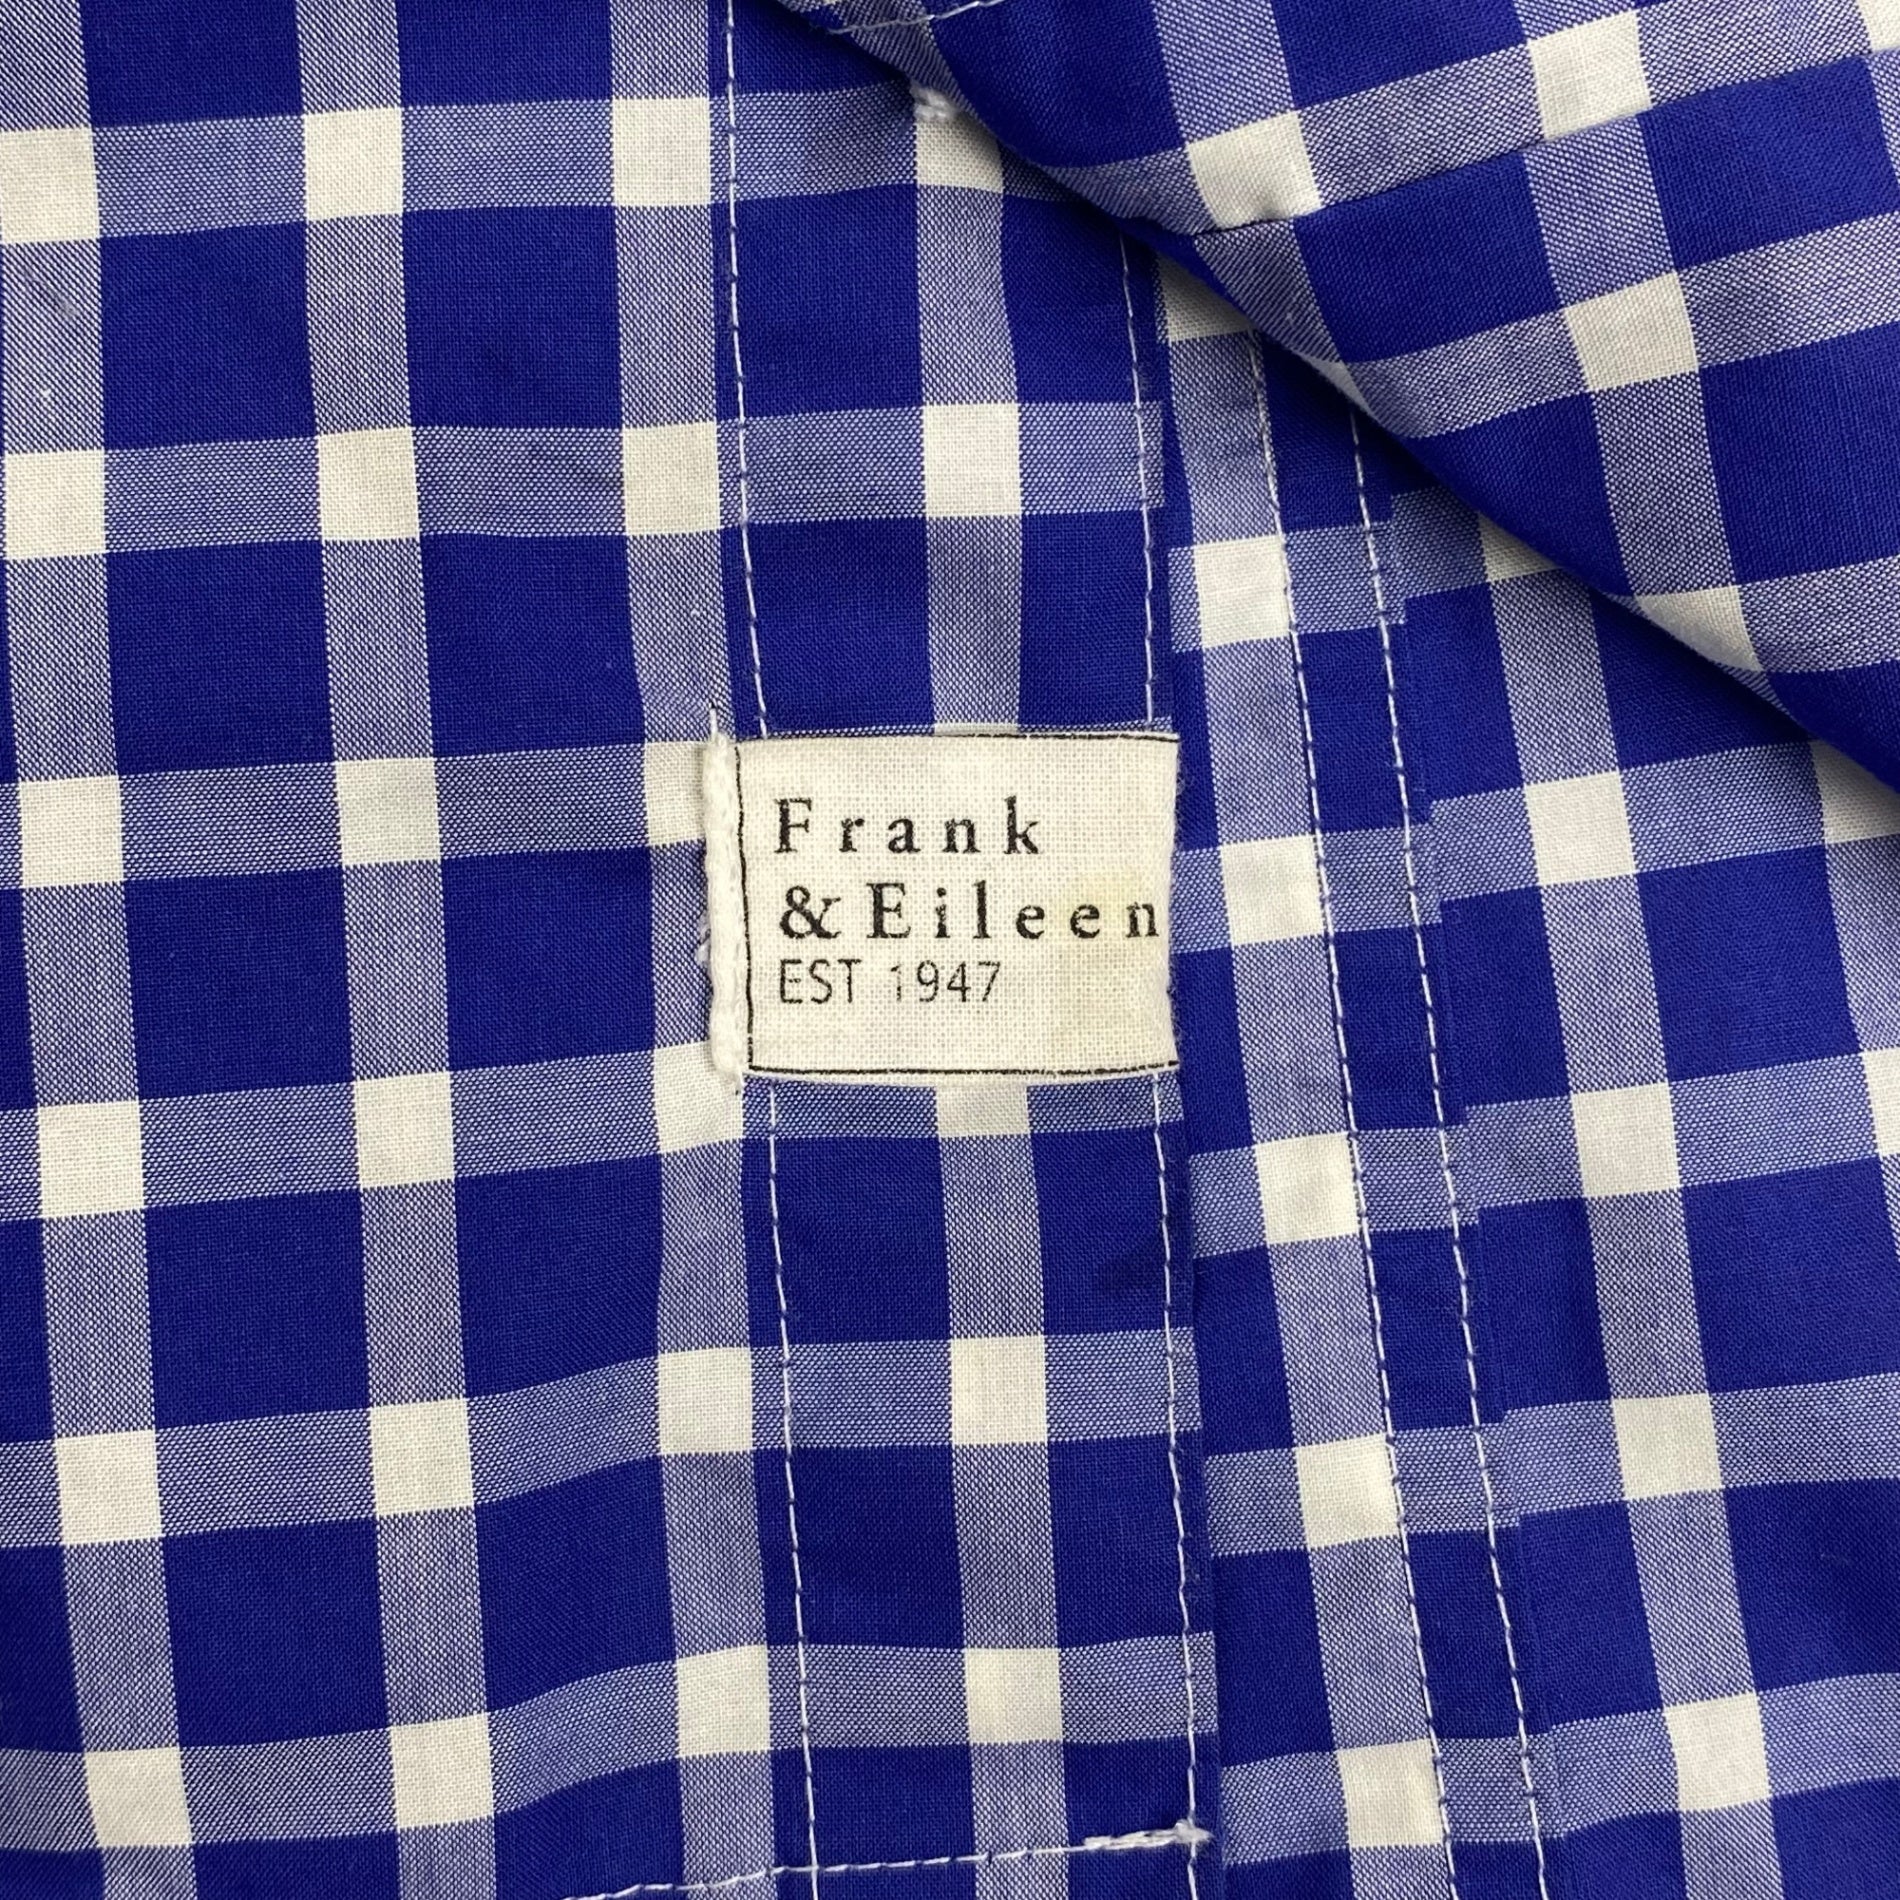 Frank
& Eileen
EST 1947